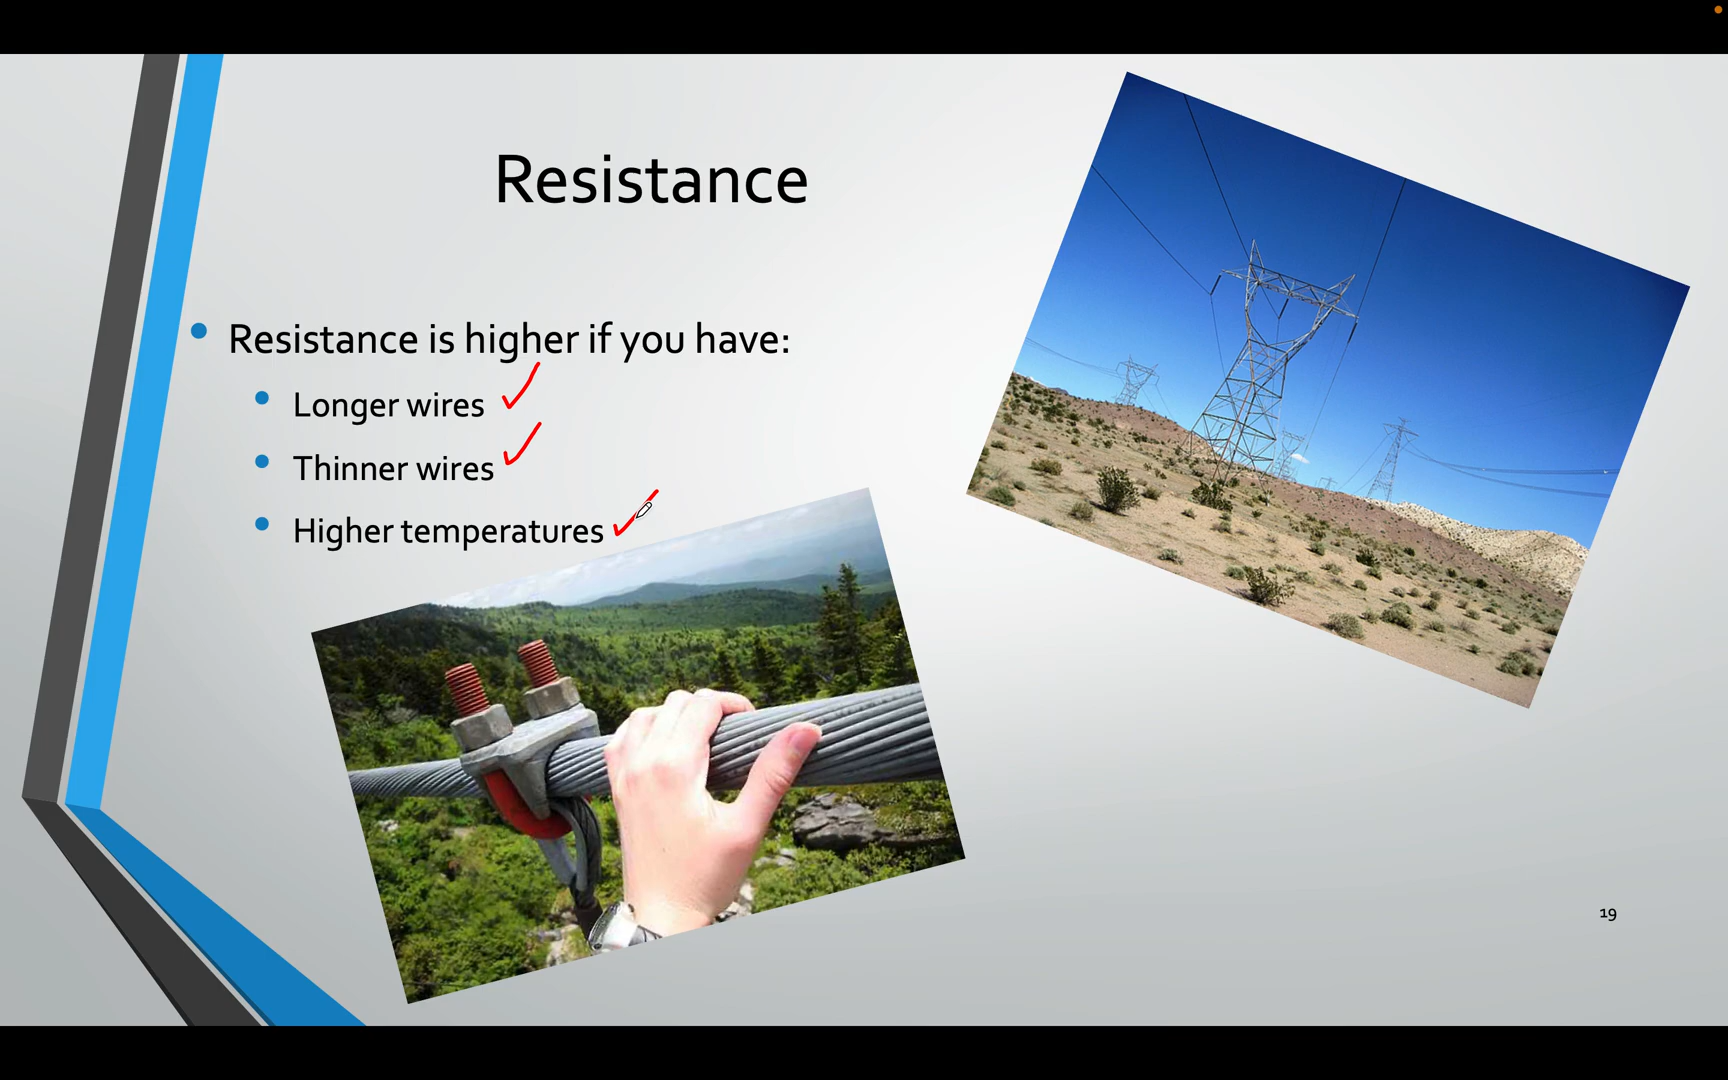 Resistance
Resistance is higher if you have:
Longer wires
Thinner wires
Higher temperatures
19